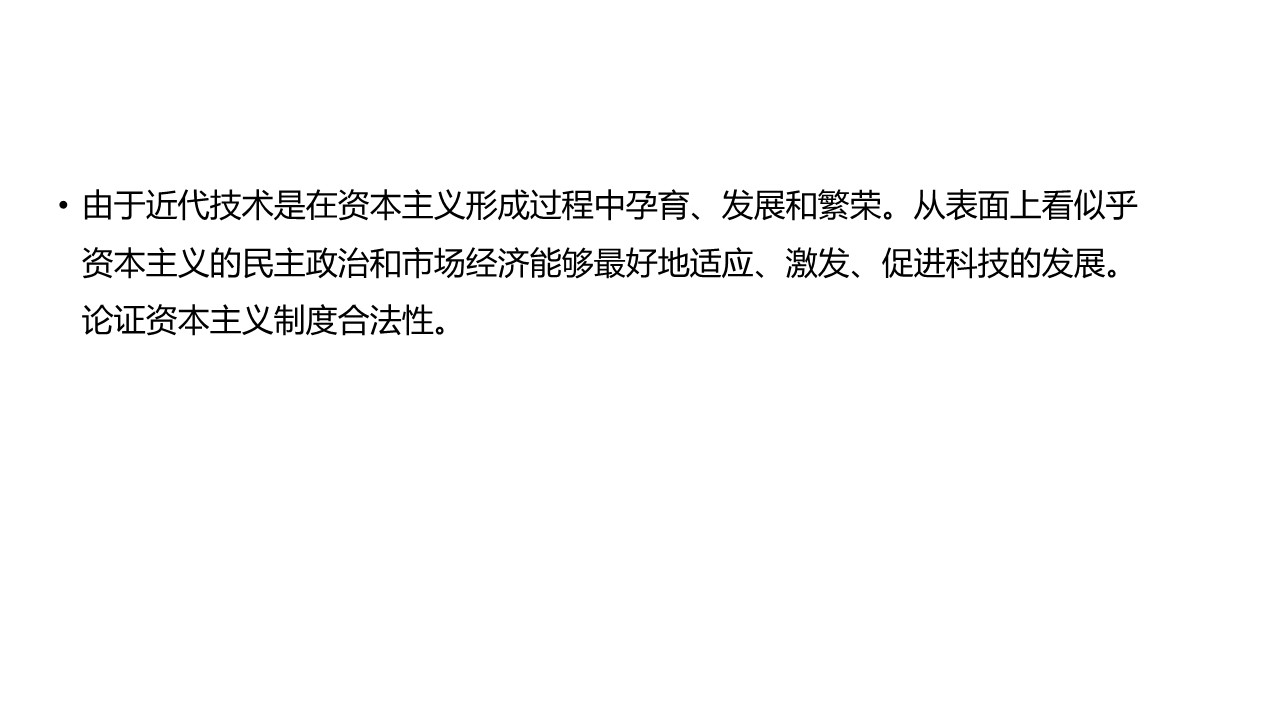 • 由于近代技术是在资本主义形成过程中孕育、发展和繁荣。从表面上看似乎
资本主义的民主政治和市场经济能够最好地适应、激发、促进科技的发展。
论证资本主义制度合法性。